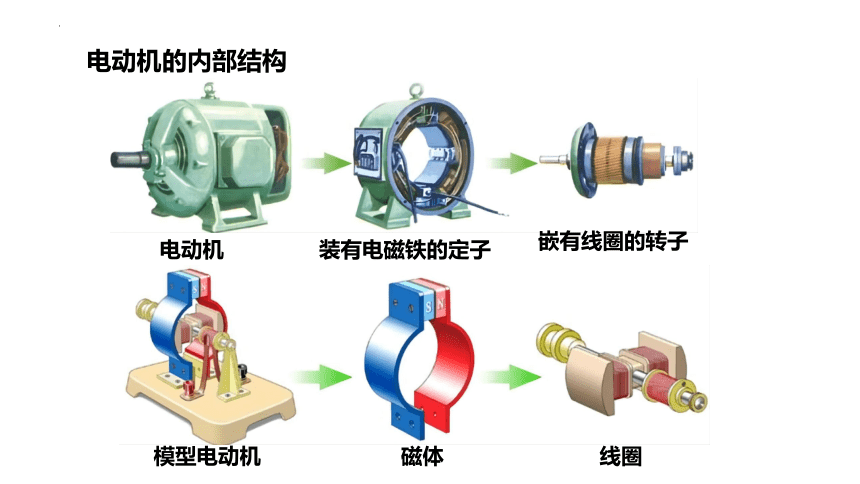 电动机的内部结构
电动机
装有电磁铁的定子
嵌有线圈的转子
S N
S N
模型电动机
磁体
线圈